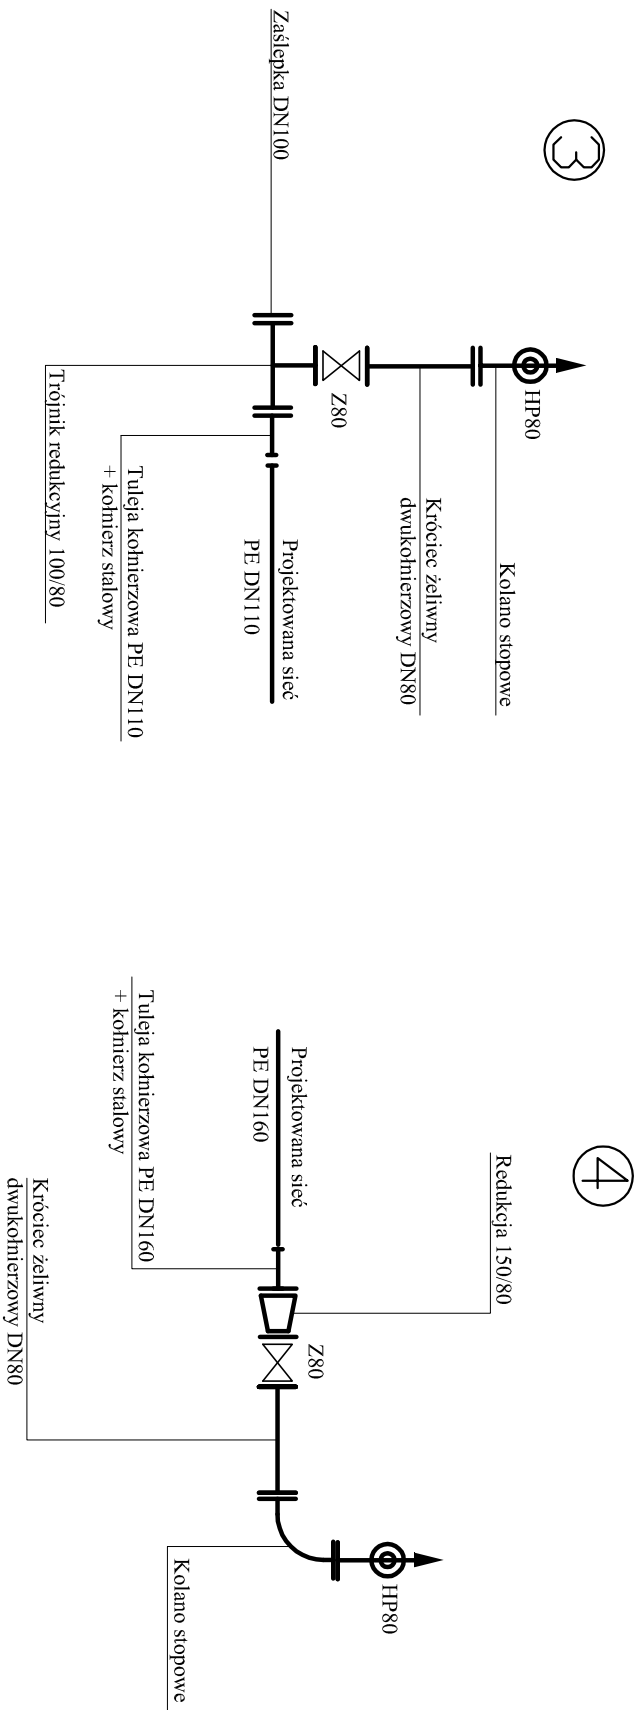 3
Zaślepka DN100
HP80
Z80
Kolano stopowe
Króciec żeliwny
dwukołnierzowy DN80
Projektowana sieć
PE DN110
Tuleja kołnierzowa PE DN110
+ kołnierz stalowy
Trójnik redukcyjny 100/80
4
Redukcja 150/80
Projektowana sieć
PE DN160
Tuleja kołnierzowa PE DN160
+ kołnierz stalowy
Z80
Króciec żeliwny
dwukołnierzowy DN80
HP80
Kolano stopowe